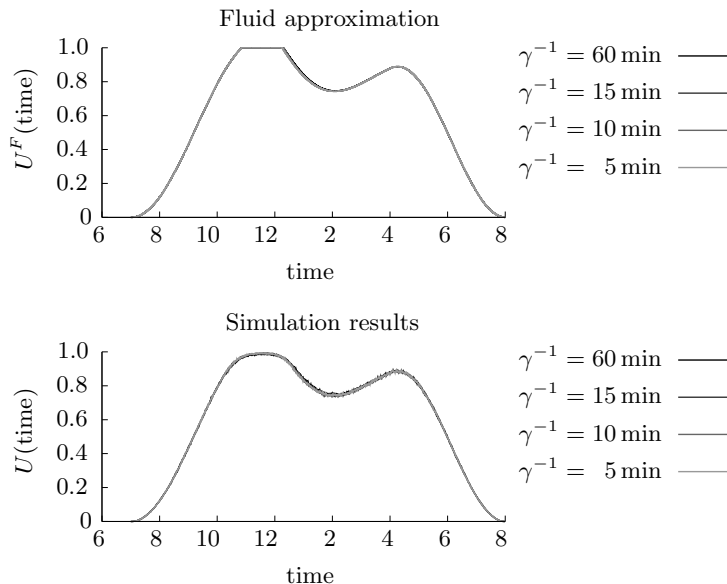 Fluid approximation
U^F(time)
1.0
0.8
0.6
0.4
0.2
0
6 8 10 12 2 4 6 8
time
γ⁻¹ = 60 min
γ⁻¹ = 15 min
γ⁻¹ = 10 min
γ⁻¹ = 5 min
Simulation results
U(time)
1.0
0.8
0.6
0.4
0.2
0
6 8 10 12 2 4 6 8
time
γ⁻¹ = 60 min
γ⁻¹ = 15 min
γ⁻¹ = 10 min
γ⁻¹ = 5 min